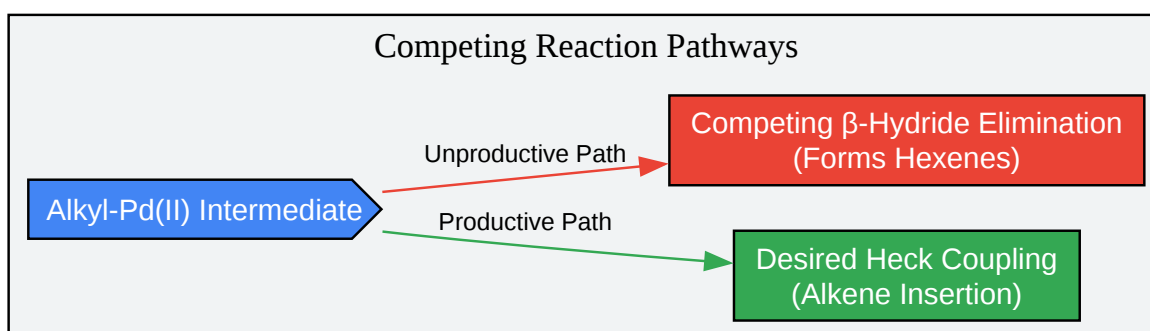 Competing Reaction Pathways
Alkyl-Pd(II) Intermediate
Unproductive Path
Competing β-Hydride Elimination
(Forms Hexenes)
Productive Path
Desired Heck Coupling
(Alkene Insertion)